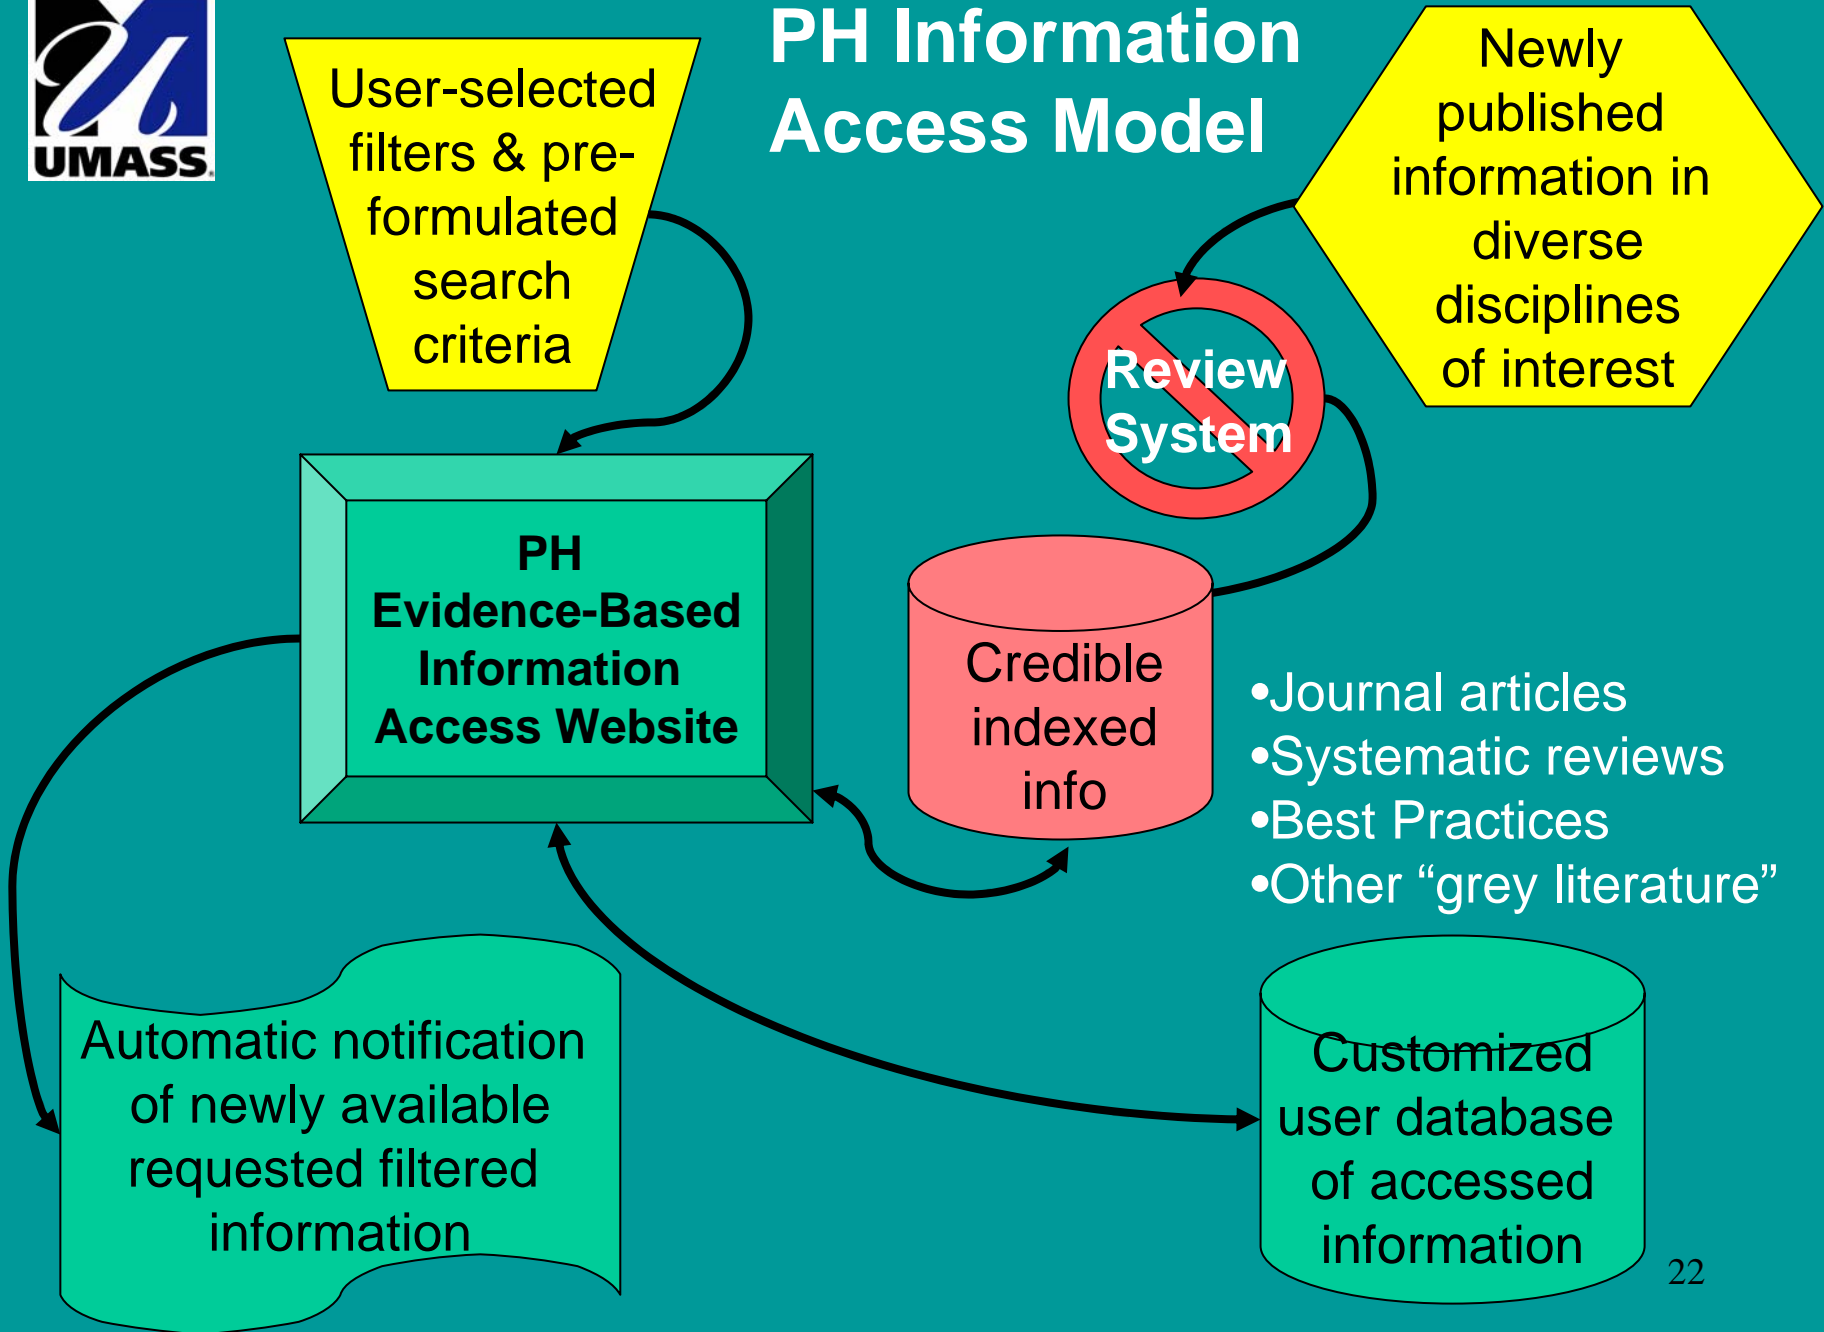 UMASS
PH Information
Access Model
User-selected
filters & pre-
formulated
search
criteria
Newly
published
information in
diverse
disciplines
of interest
Review
System
PH
Evidence-Based
Information
Access Website
Credible
indexed
info
•Journal articles
•Systematic reviews
•Best Practices
•Other “grey literature”
Automatic notification
of newly available
requested filtered
information
Customized
user database
of accessed
information
22